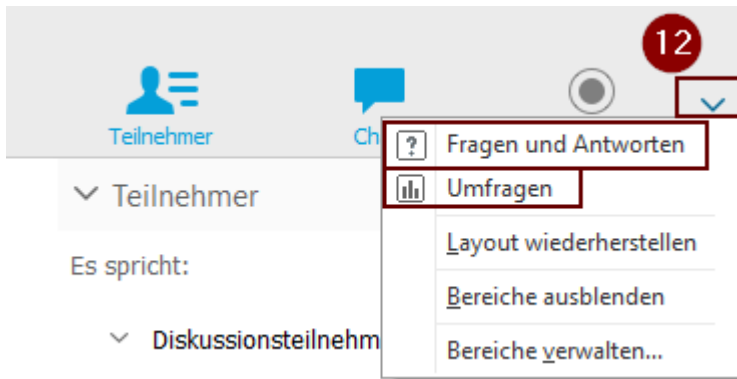 12
Teilnehmer
Ch
Fragen und Antworten
Umfragen
Teilnehmer
Layout wiederherstellen
Es spricht:
Bereiche ausblenden
Diskussionsteilnehm
Bereiche verwalten...